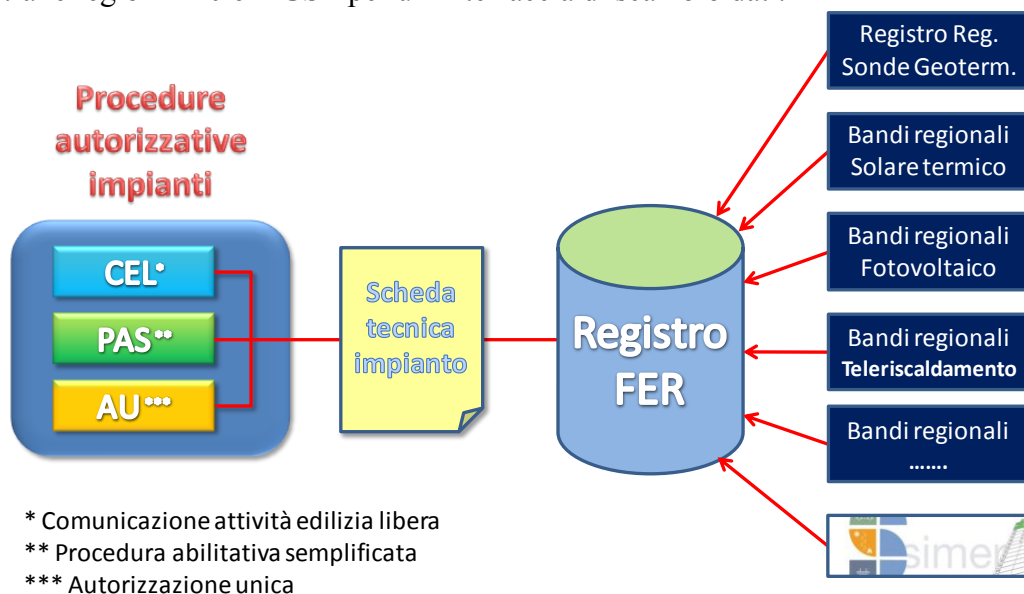 Procedure
autorizzative
impianti
CEL*
PAS**
AU***
Scheda
tecnica
impianto
Registro
FER
Registro Reg.
Sonde Geoterm.
Bandi regionali
Solare termico
Bandi regionali
Fotovoltaico
Bandi regionali
Teleriscaldamento
Bandi regionali
.......
simer
* Comunicazione attività edilizia libera
** Procedura abilitativa semplificata
*** Autorizzazione unica